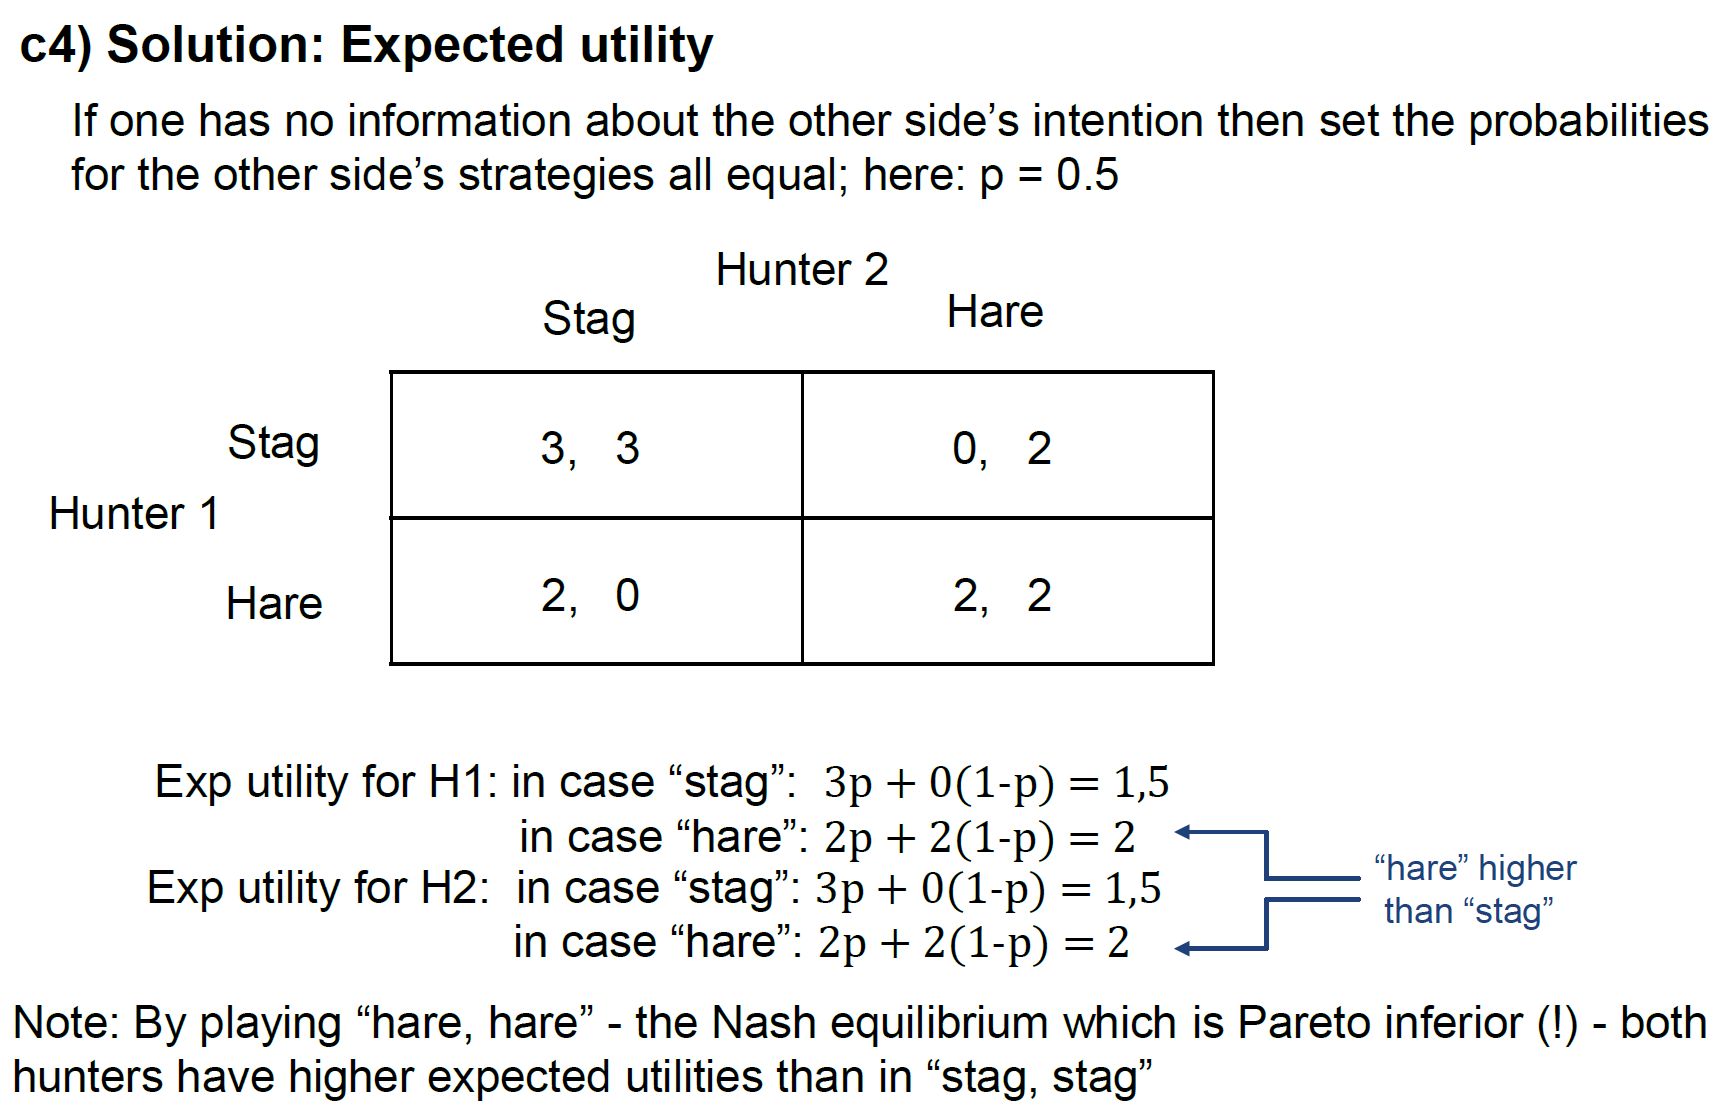 c4) Solution: Expected utility
If one has no information about the other side’s intention then set the probabilities
for the other side’s strategies all equal; here: p = 0.5
Hunter 2
Stag Hare
Stag 3, 3 0, 2
Hunter 1
Hare 2, 0 2, 2
Exp utility for H1: in case “stag”: 3p + 0(1-p) = 1,5
in case “hare”: 2p + 2(1-p) = 2
Exp utility for H2: in case “stag”: 3p + 0(1-p) = 1,5
in case “hare”: 2p + 2(1-p) = 2
“hare” higher
than “stag”
Note: By playing “hare, hare” - the Nash equilibrium which is Pareto inferior (!) - both
hunters have higher expected utilities than in “stag, stag”